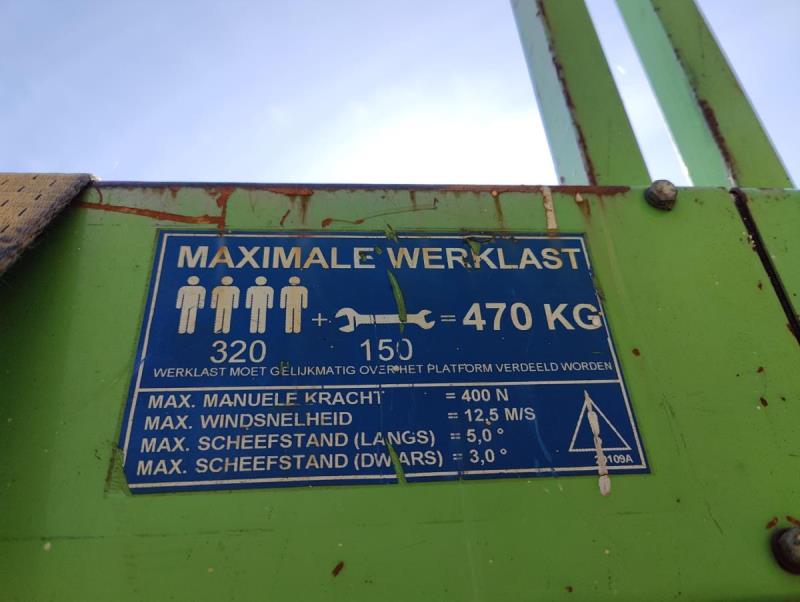 MAXIMALE WERKLAST
+ = 470 KG
320 150
WERKLAST MOET GELIJKMATIG OVER HET PLATFORM VERDEELD WORDEN
MAX. MANUELE KRACHT = 400 N
MAX. WINDSNELHEID = 12,5 M/S
MAX. SCHEEFSTAND (LANGS) = 5,0 °
MAX. SCHEEFSTAND (DWARS) = 3,0 °